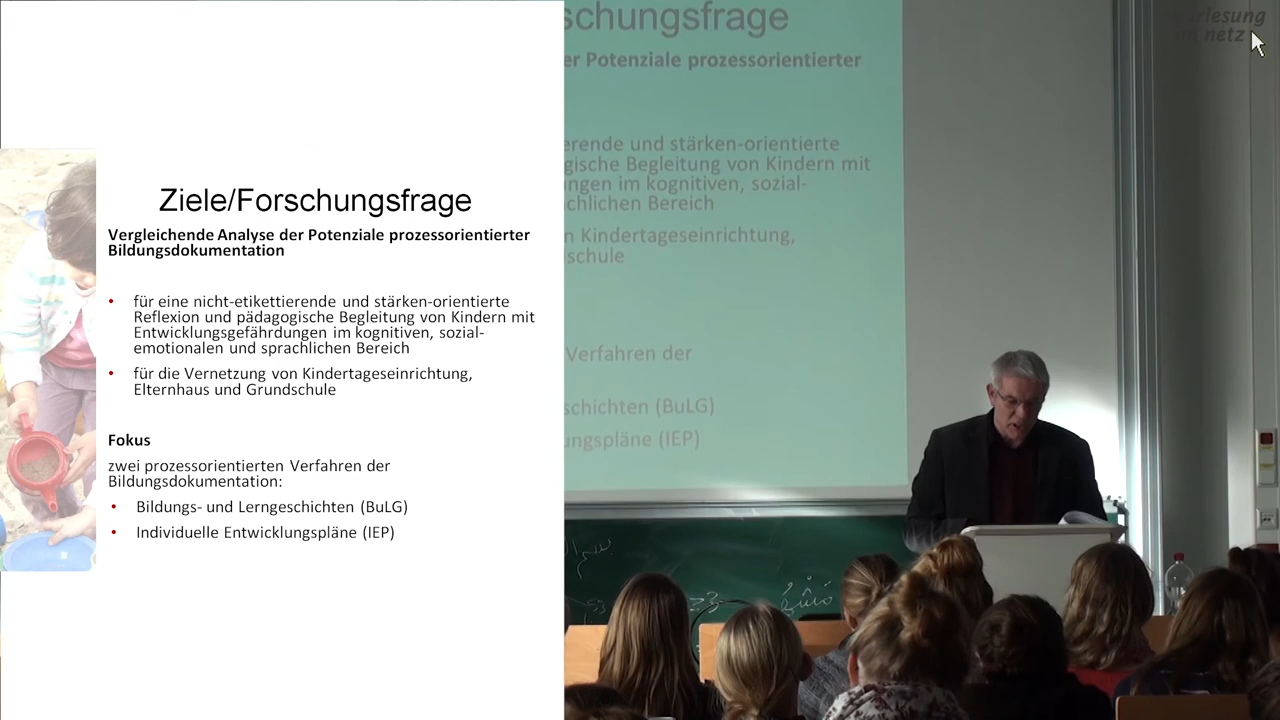 Ziele/Forschungsfrage
Vergleichende Analyse der Potenziale prozessorientierter
Bildungsdokumentation
• für eine nicht-etikettierende und stärken-orientierte
Reflexion und pädagogische Begleitung von Kindern mit
Entwicklungsgefährdungen im kognitiven, sozial-
emotionalen und sprachlichen Bereich
• für die Vernetzung von Kindertageseinrichtung,
Elternhaus und Grundschule
Fokus
zwei prozessorientierten Verfahren der
Bildungsdokumentation:
• Bildungs- und Lerngeschichten (BuLG)
• Individuelle Entwicklungspläne (IEP)
schungsfrage
er Potenziale prozessorientierter
erende und stärken-orientierte
gische Begleitung von Kindern mit
ungen im kognitiven, sozial-
chlichen Bereich
n Kindertageseinrichtung,
schule
Verfahren der
schichten (BuLG)
ungspläne (IEP)
netz